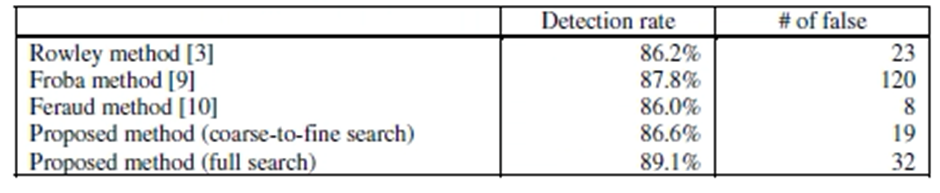 Detection rate # of false
Rowley method [3] 86.2% 23
Froba method [9] 87.8% 120
Feraud method [10] 86.0% 8
Proposed method (coarse-to-fine search) 86.6% 19
Proposed method (full search) 89.1% 32